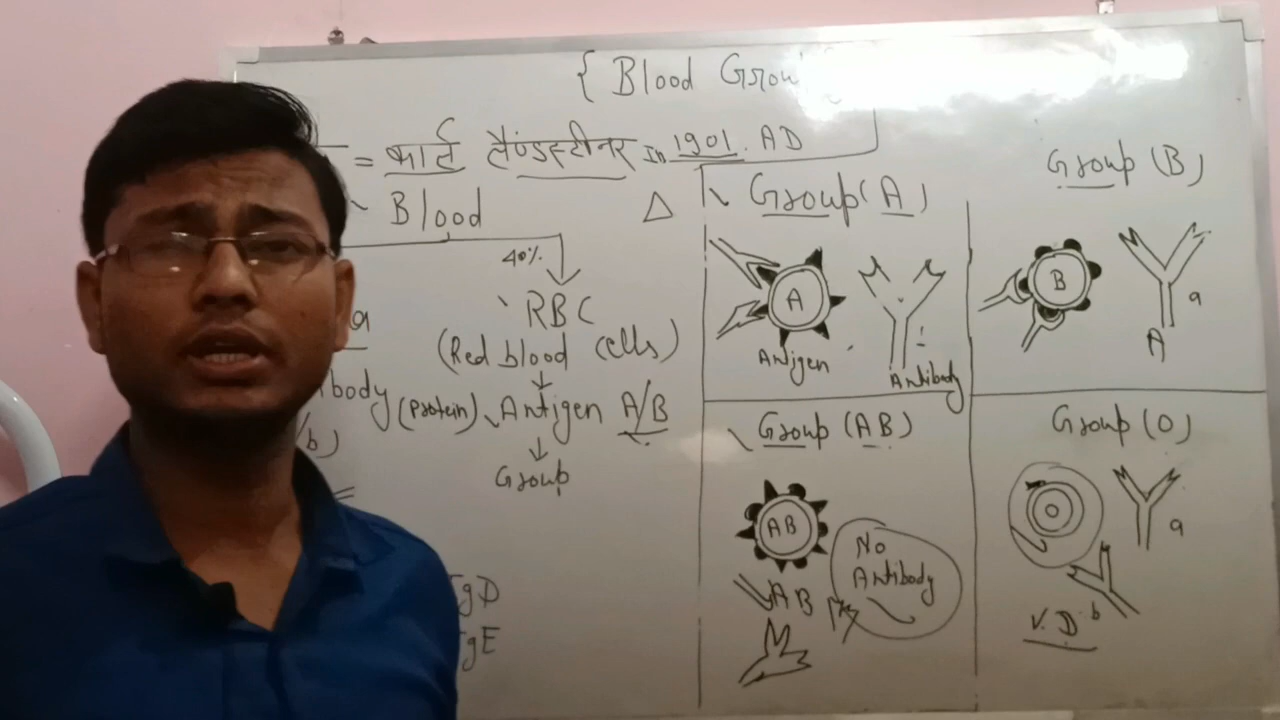 { Blood Grou
= कार्ल लैण्डस्टीनर In 1901. AD
Blood
40%
RBC
(Red blood cells)
body (protein) Antigen A/B
b)
Group
gD
gE
Group (A)
A
Antigen
Antibody
Group (B)
B
a
A
Group (AB)
AB
No
Antibody
AB
Group (O)
a
b
V.D